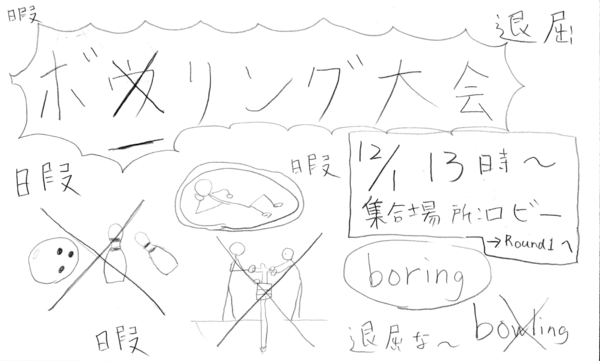 暇
退屈
ボウリング大会
暇
暇
12/1 13時〜
集合場所:ロビー
→Round1へ
boring
暇
退屈な〜
bowling